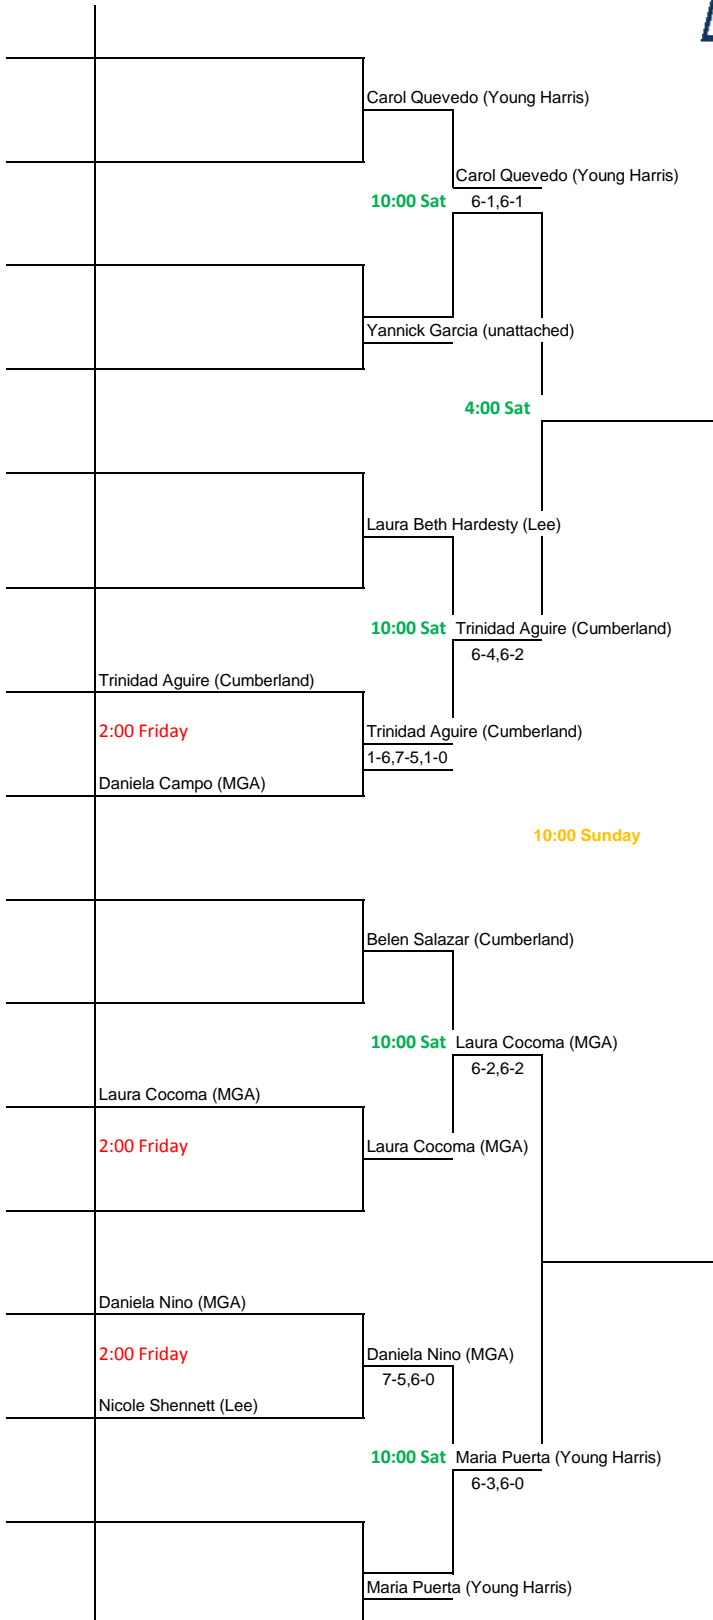 Carol Quevedo (Young Harris)
Carol Quevedo (Young Harris)
10:00 Sat
6-1,6-1
Yannick Garcia (unattached)
4:00 Sat
Laura Beth Hardesty (Lee)
10:00 Sat
Trinidad Aguire (Cumberland)
6-4,6-2
Trinidad Aguire (Cumberland)
2:00 Friday
Trinidad Aguire (Cumberland)
1-6,7-5,1-0
Daniela Campo (MGA)
10:00 Sunday
Belen Salazar (Cumberland)
10:00 Sat
Laura Cocoma (MGA)
6-2,6-2
Laura Cocoma (MGA)
2:00 Friday
Laura Cocoma (MGA)
Daniela Nino (MGA)
2:00 Friday
Daniela Nino (MGA)
7-5,6-0
Nicole Shennett (Lee)
10:00 Sat
Maria Puerta (Young Harris)
6-3,6-0
Maria Puerta (Young Harris)